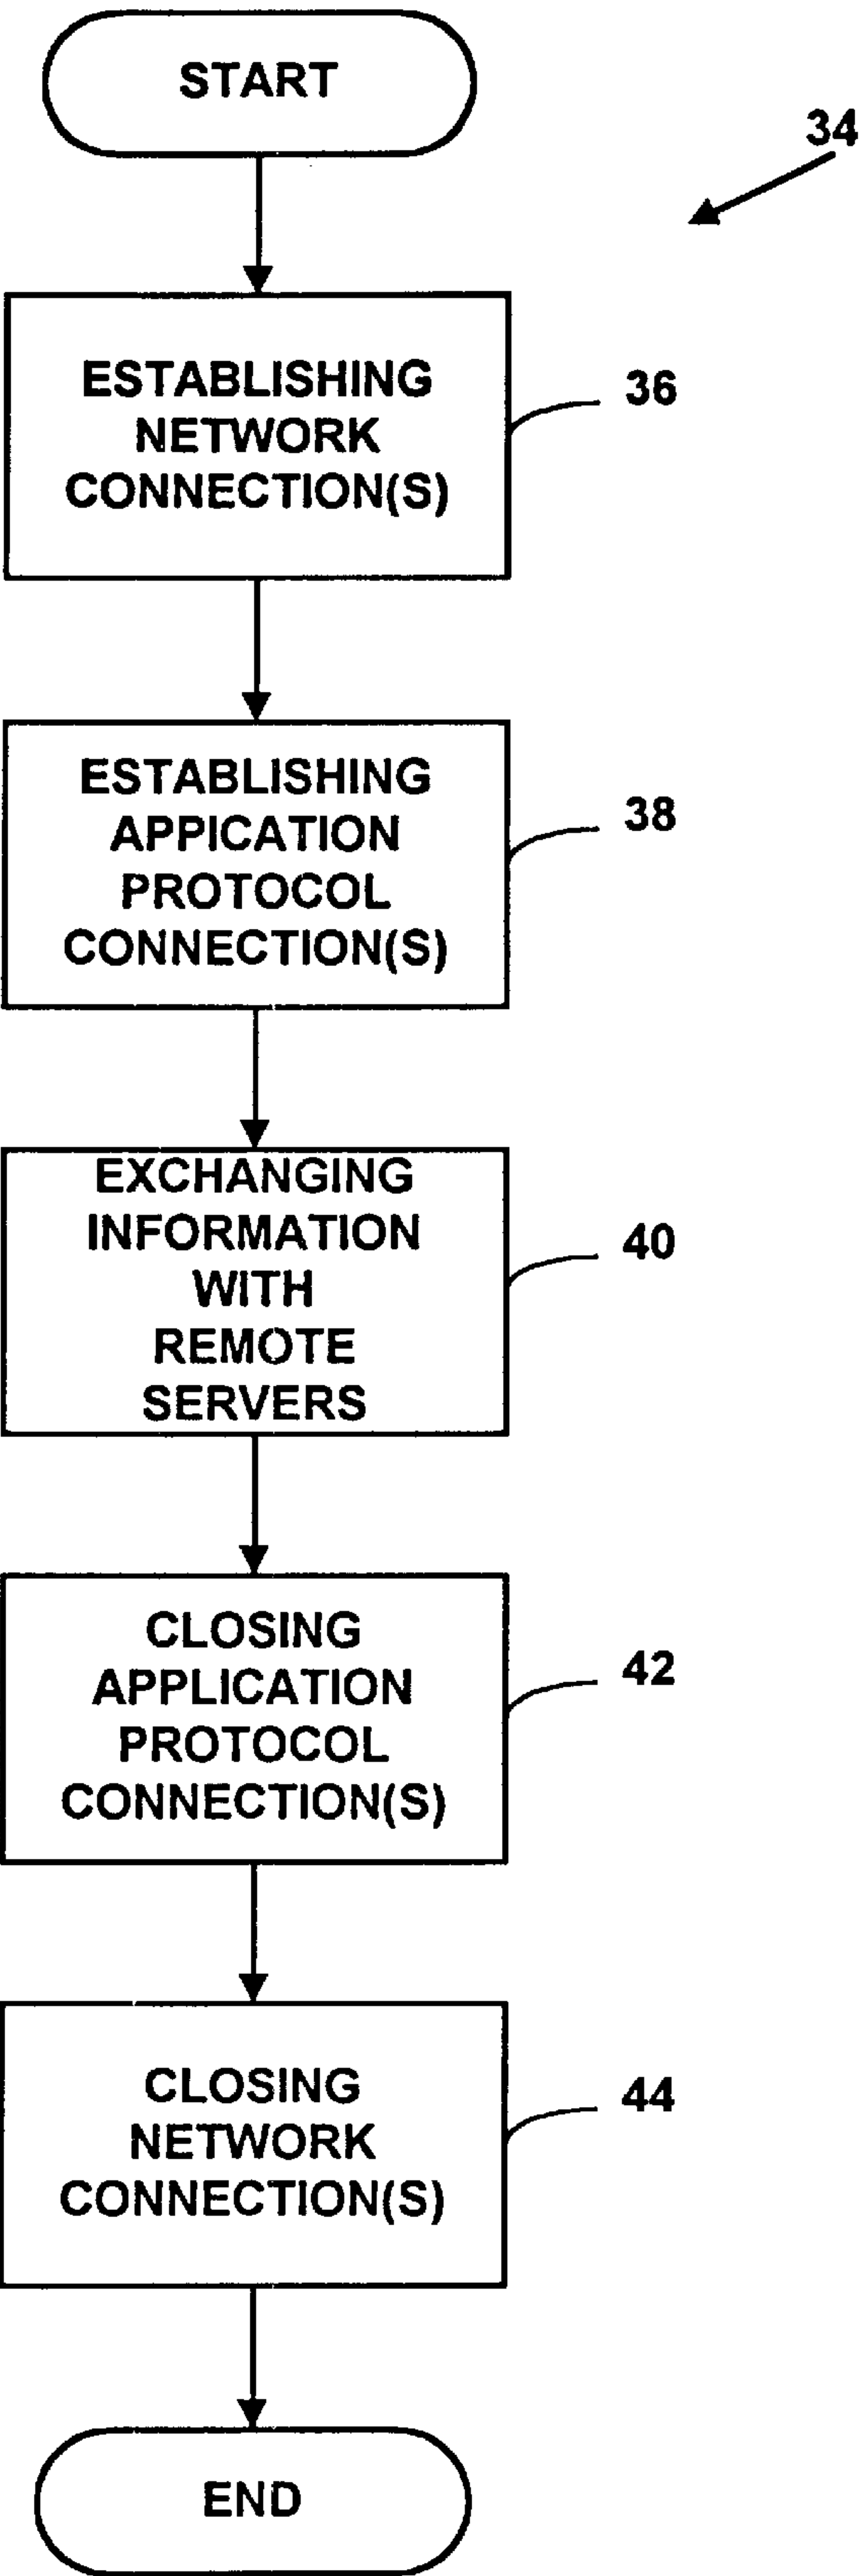 START
34
ESTABLISHING
NETWORK
CONNECTION(S)
36
ESTABLISHING
APPICATION
PROTOCOL
CONNECTION(S)
38
EXCHANGING
INFORMATION
WITH
REMOTE
SERVERS
40
CLOSING
APPLICATION
PROTOCOL
CONNECTION(S)
42
CLOSING
NETWORK
CONNECTION(S)
44
END